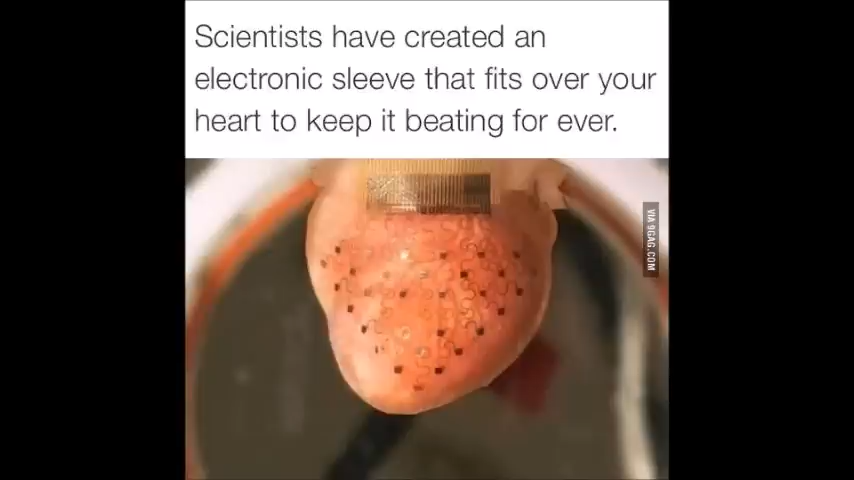 Scientists have created an
electronic sleeve that fits over your
heart to keep it beating for ever.
VIA 9GAG.COM